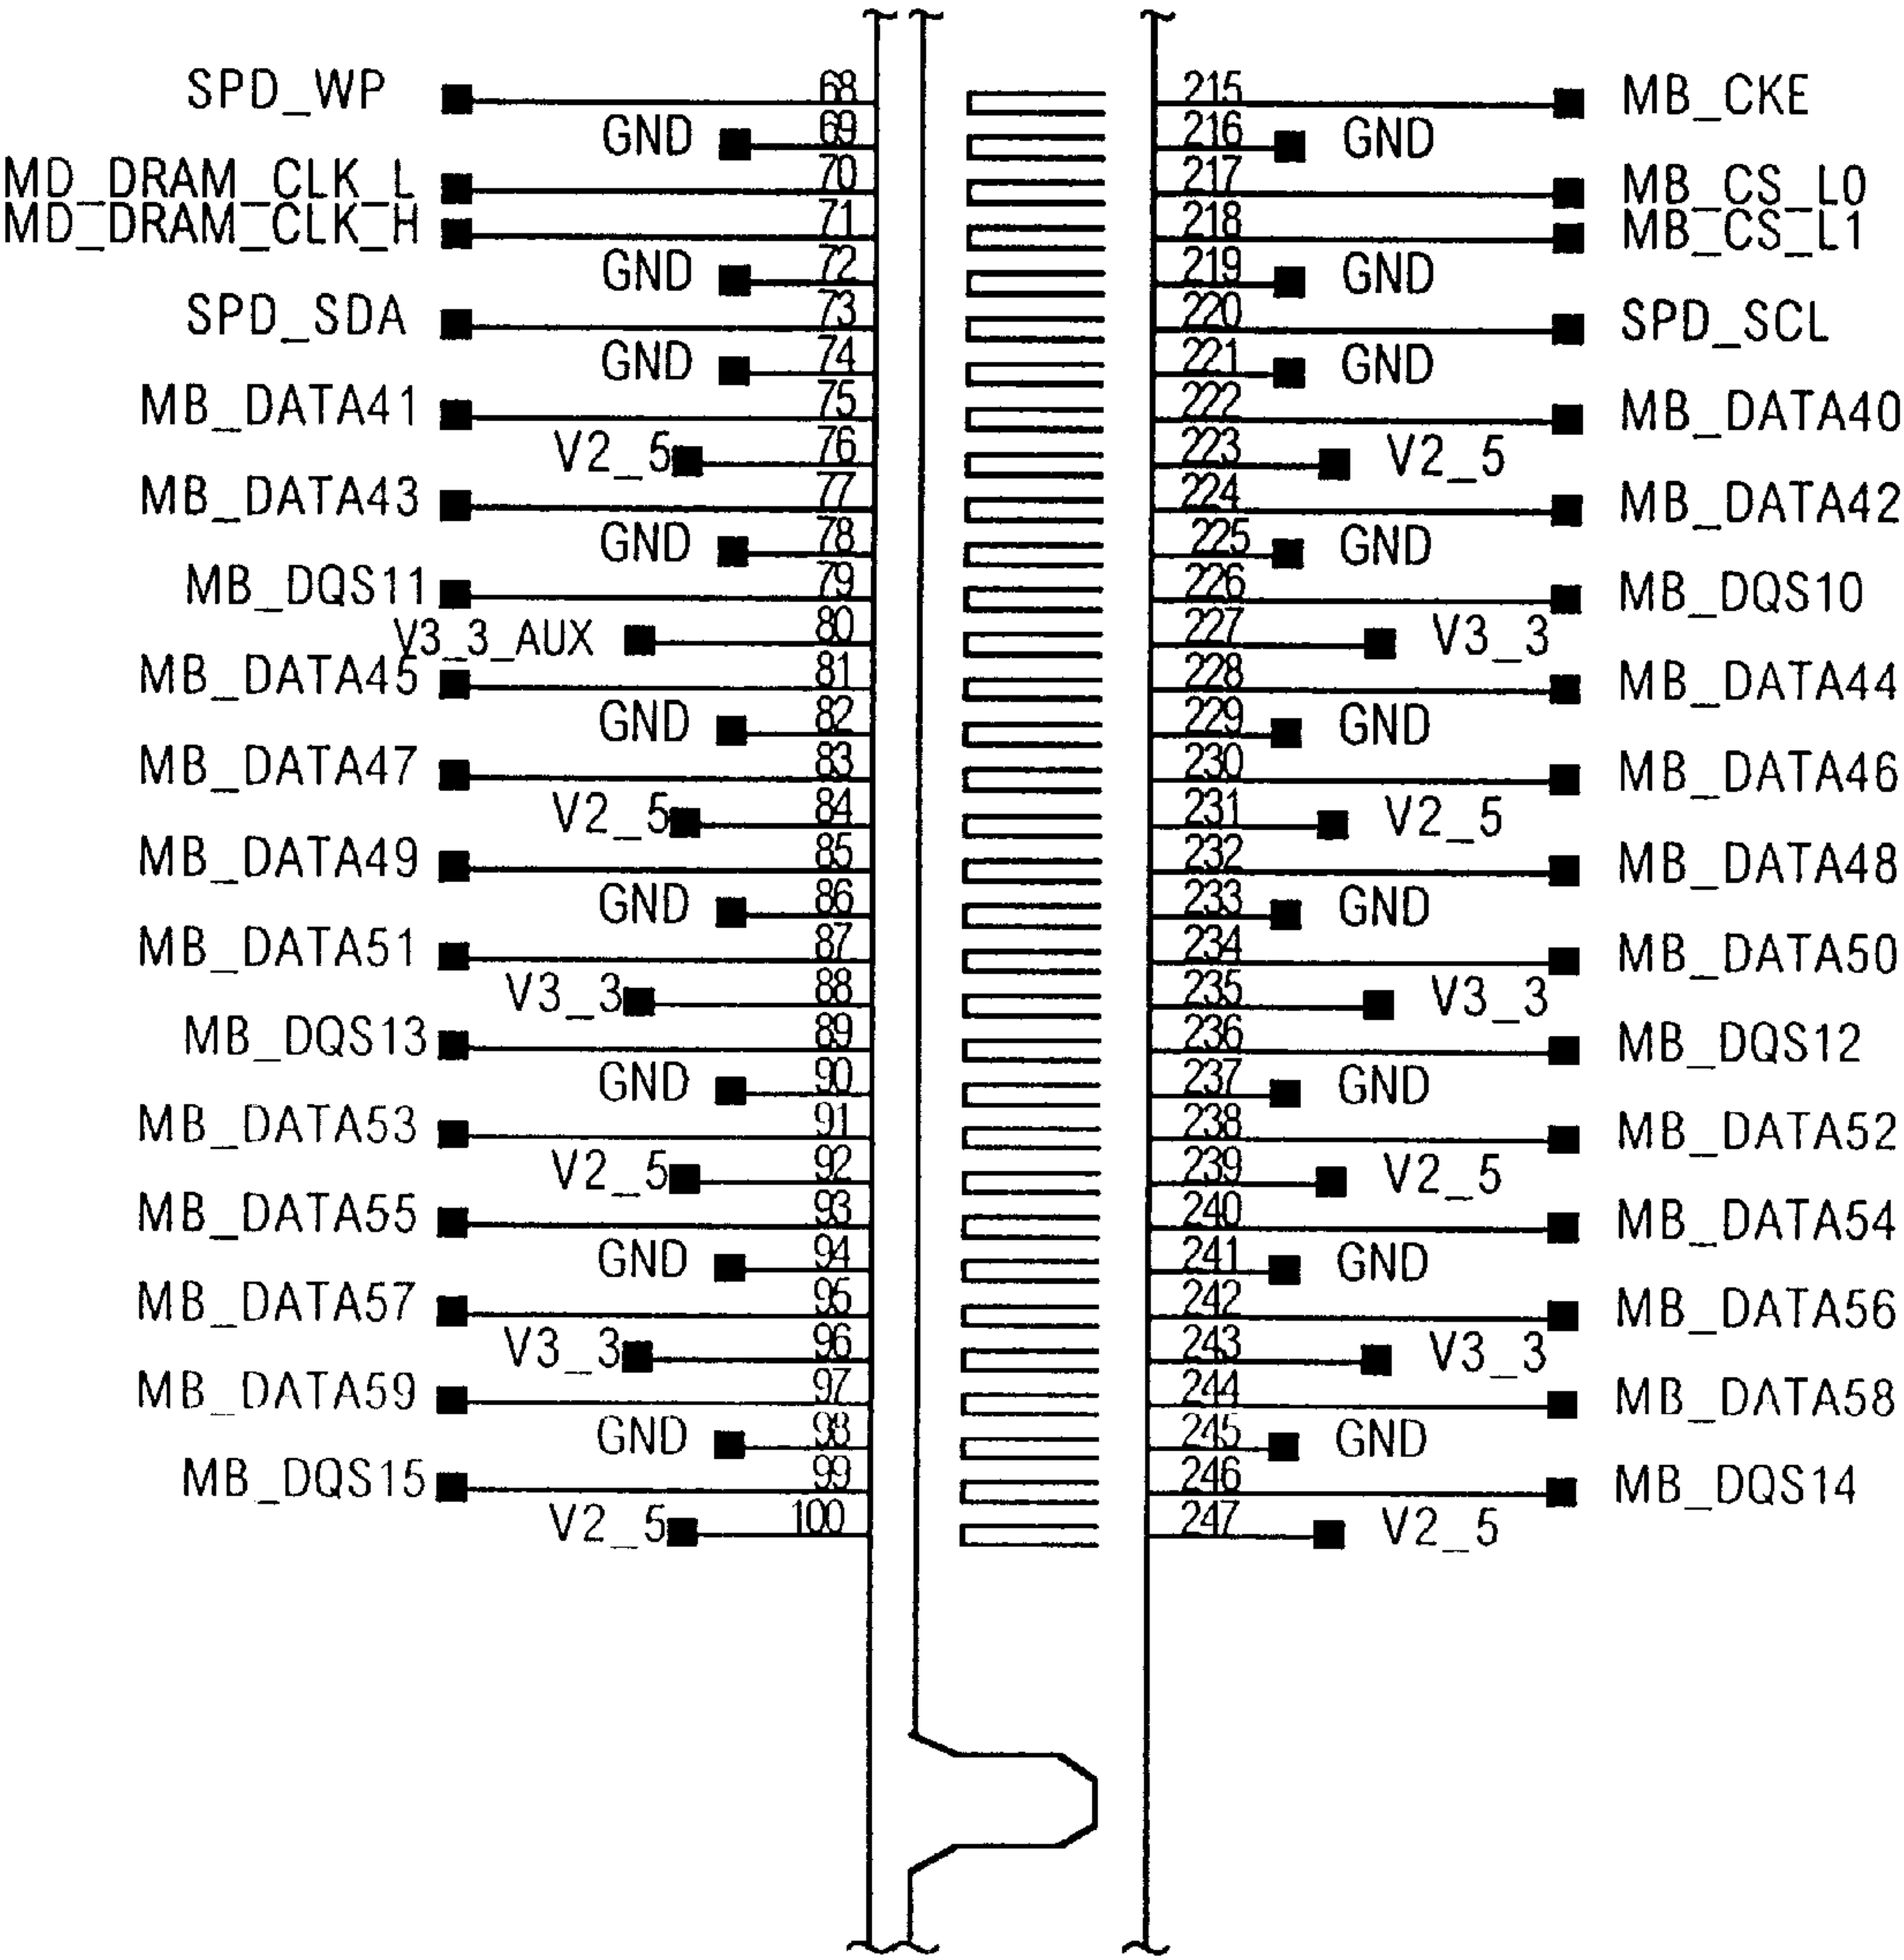 SPD_WP 68 215 MB_CKE
GND 69 216 GND
MD_DRAM_CLK_L 70 217 MB_CS_L0
MD_DRAM_CLK_H 71 218 MB_CS_L1
GND 72 219 GND
SPD_SDA 73 220 SPD_SCL
GND 74 221 GND
MB_DATA41 75 222 MB_DATA40
V2_5 76 223 V2_5
MB_DATA43 77 224 MB_DATA42
GND 78 225 GND
MB_DQS11 79 226 MB_DQS10
V3_3_AUX 80 227 V3_3
MB_DATA45 81 228 MB_DATA44
GND 82 229 GND
MB_DATA47 83 230 MB_DATA46
V2_5 84 231 V2_5
MB_DATA49 85 232 MB_DATA48
GND 86 233 GND
MB_DATA51 87 234 MB_DATA50
V3_3 88 235 V3_3
MB_DQS13 89 236 MB_DQS12
GND 90 237 GND
MB_DATA53 91 238 MB_DATA52
V2_5 92 239 V2_5
MB_DATA55 93 240 MB_DATA54
GND 94 241 GND
MB_DATA57 95 242 MB_DATA56
V3_3 96 243 V3_3
MB_DATA59 97 244 MB_DATA58
GND 98 245 GND
MB_DQS15 99 246 MB_DQS14
V2_5 100 247 V2_5